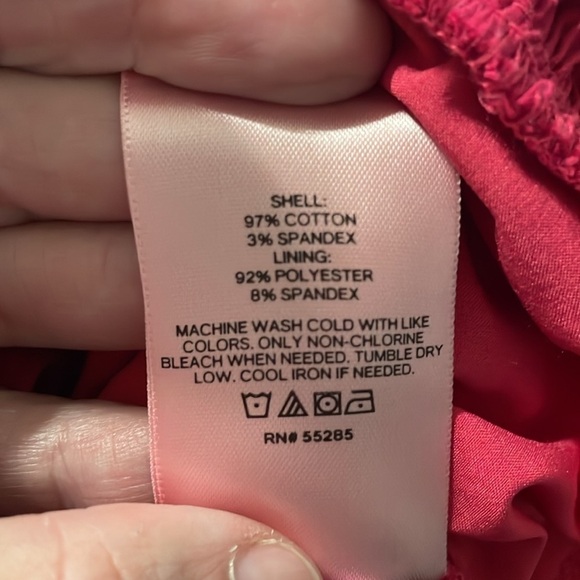 SHELL:
97% COTTON
3% SPANDEX
LINING:
92% POLYESTER
8% SPANDEX
MACHINE WASH COLD WITH LIKE
COLORS. ONLY NON-CHLORINE
BLEACH WHEN NEEDED. TUMBLE DRY
LOW. COOL IRON IF NEEDED.
RN# 55285